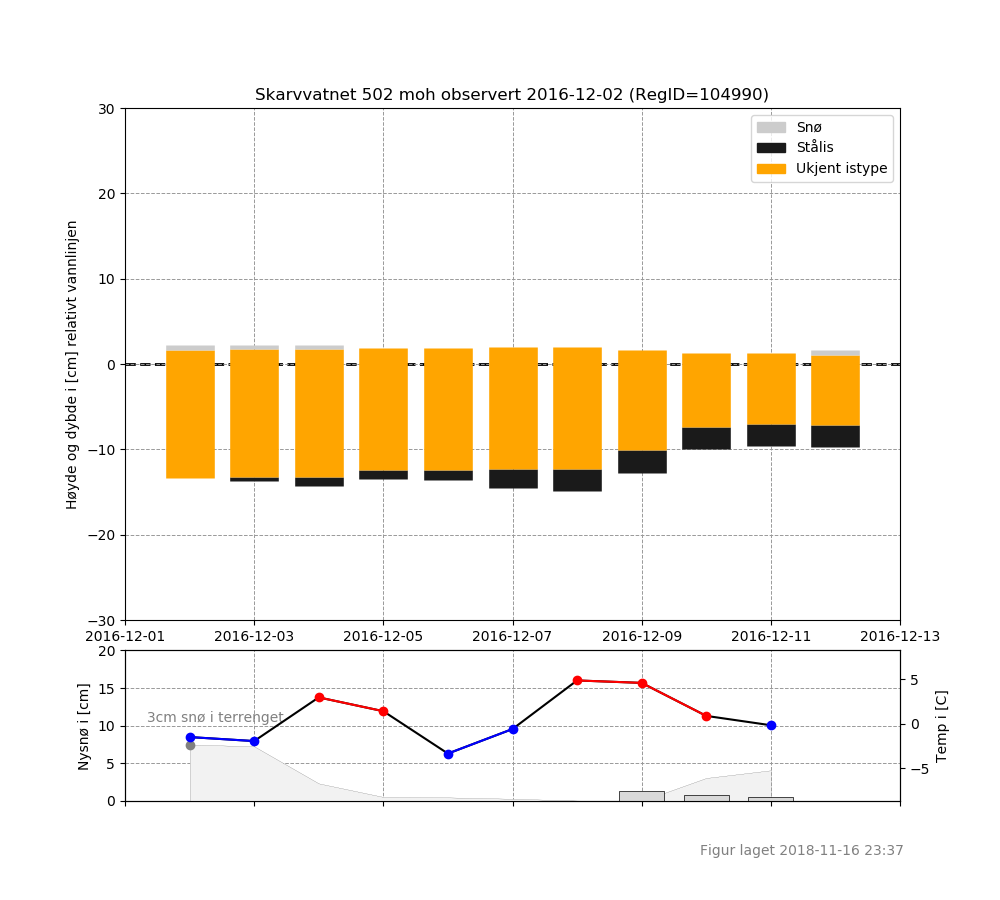 Skarvvatnet 502 moh observert 2016-12-02 (RegID=104990)
Snø
Stålis
Ukjent istype
Høyde og dybde i [cm] relativt vannlinjen
30
20
10
0
−10
−20
−30
2016-12-01 2016-12-03 2016-12-05 2016-12-07 2016-12-09 2016-12-11 2016-12-13
Nysnø i [cm]
20
15
10
5
0
3cm snø i terrenget
5
0
−5
Temp i [C]
Figur laget 2018-11-16 23:37